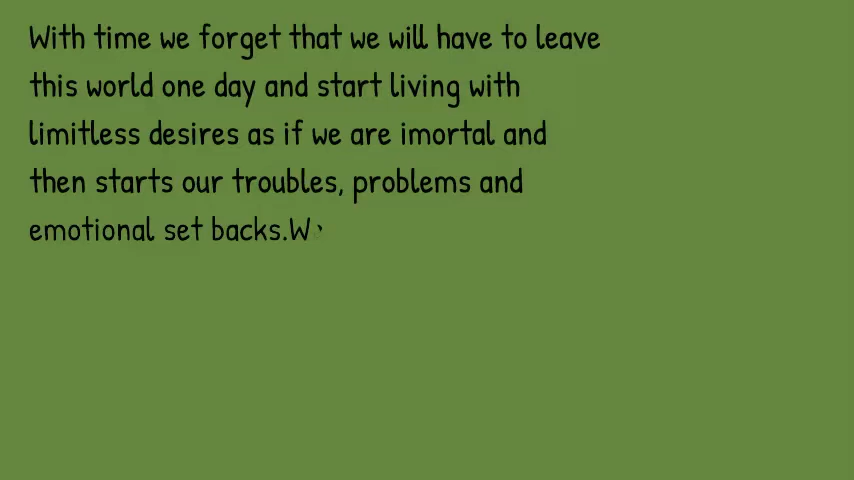 With time we forget that we will have to leave
this world one day and start living with
limitless desires as if we are imortal and
then starts our troubles, problems and
emotional set backs.W